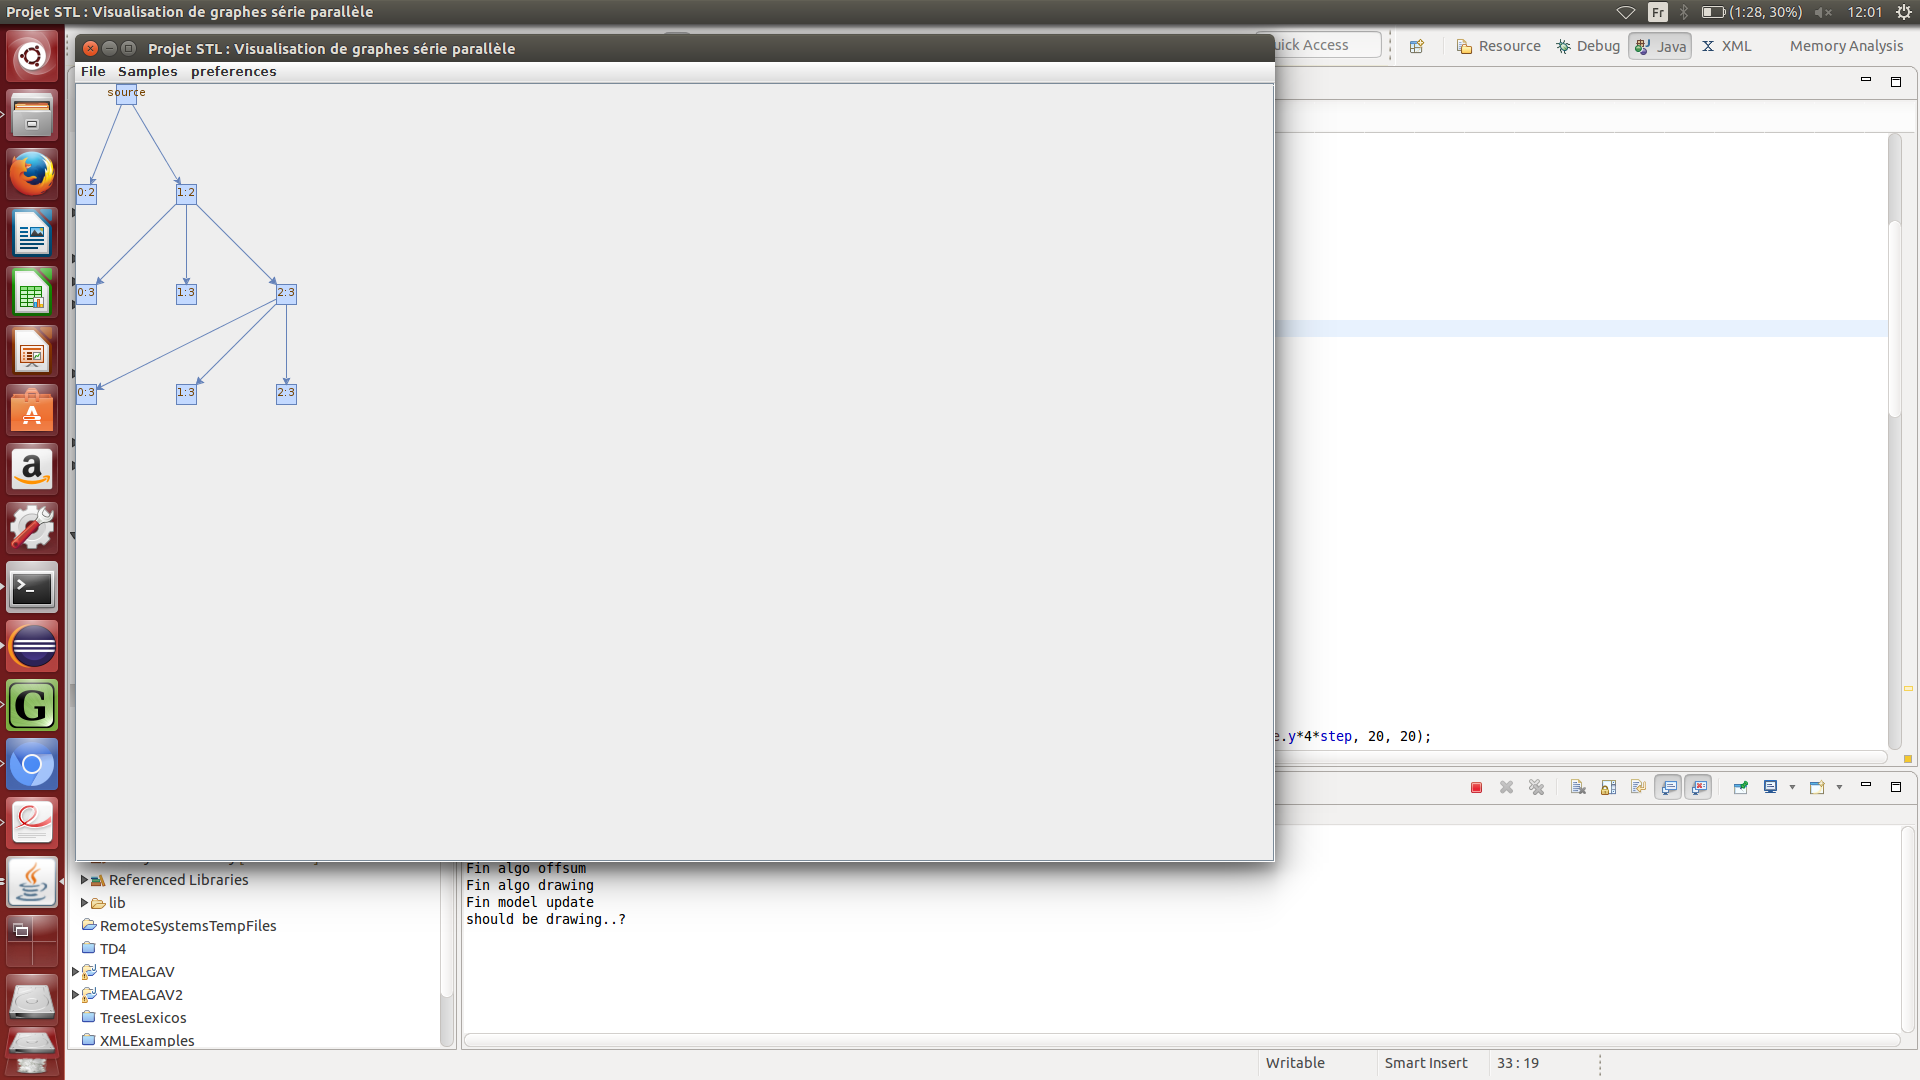 Projet STL : Visualisation de graphes série parallèle
Fr
(1:28, 30%)
12:01
Projet STL : Visualisation de graphes série parallèle
uick Access
Resource
Debug
Java
X XML
Memory Analysis
File Samples preferences
source
0:2 1:2
0:3 1:3 2:3
0:3 1:3 2:3
e.y*4*step, 20, 20);
Referenced Libraries
lib
RemoteSystemsTempFiles
TD4
TMEALGAV
TMEALGAV2
TreesLexicos
XMLExamples
Fin algo offsum
Fin algo drawing
Fin model update
should be drawing..?
Writable
Smart Insert
33 : 19